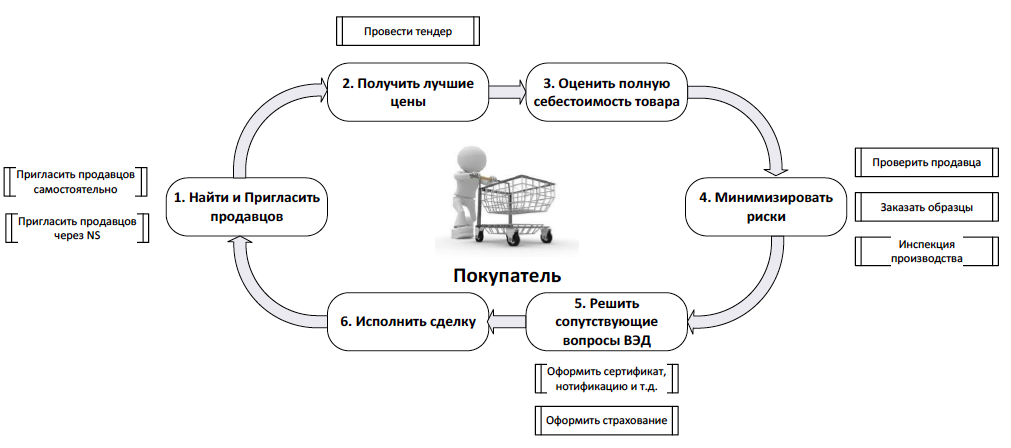 Провести тендер
2. Получить лучшие
цены
3. Оценить полную
себестоимость товара
Пригласить продавцов
самостоятельно
Пригласить продавцов
через NS
1. Найти и Пригласить
продавцов
4. Минимизировать
риски
Проверить продавца
Заказать образцы
Инспекция
производства
Покупатель
6. Исполнить сделку
5. Решить
сопутствующие
вопросы ВЭД
Оформить сертификат,
нотификацию и т.д.
Оформить страхование